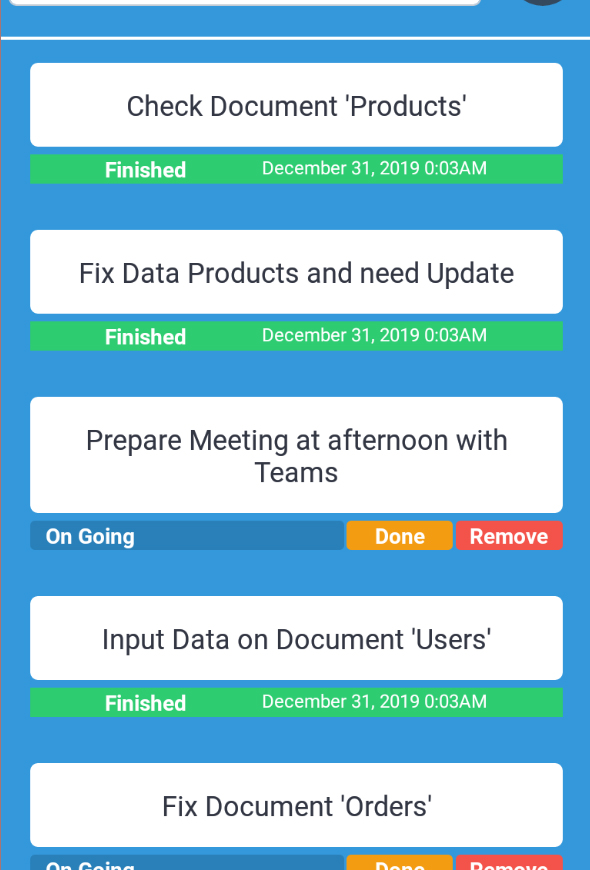 Check Document 'Products'
Finished December 31, 2019 0:03AM
Fix Data Products and need Update
Finished December 31, 2019 0:03AM
Prepare Meeting at afternoon with
Teams
On Going Done Remove
Input Data on Document 'Users'
Finished December 31, 2019 0:03AM
Fix Document 'Orders'
On Going Done Remove